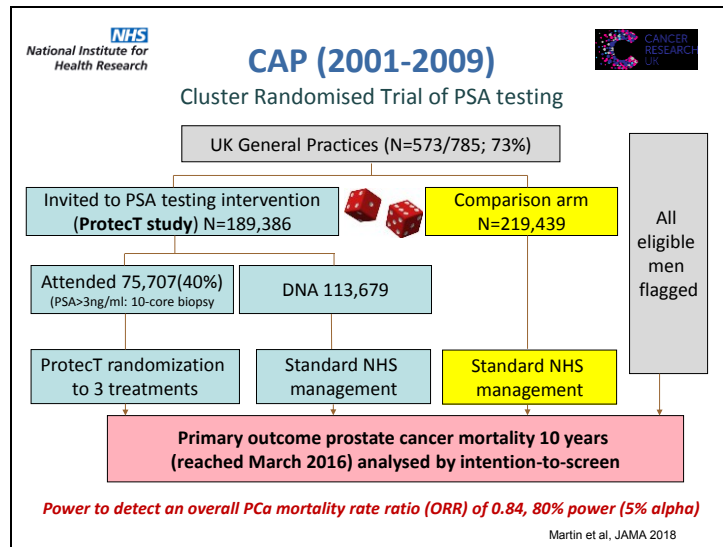 NHS
National Institute for
Health Research
CAP (2001-2009)
CANCER
RESEARCH
UK
Cluster Randomised Trial of PSA testing
UK General Practices (N=573/785; 73%)
Invited to PSA testing intervention
(ProtecT study) N=189,386
Comparison arm
N=219,439
All
eligible
men
flagged
Attended 75,707(40%)
(PSA>3ng/ml: 10-core biopsy
DNA 113,679
ProtecT randomization
to 3 treatments
Standard NHS
management
Standard NHS
management
Primary outcome prostate cancer mortality 10 years
(reached March 2016) analysed by intention-to-screen
Power to detect an overall PCa mortality rate ratio (ORR) of 0.84, 80% power (5% alpha)
Martin et al, JAMA 2018